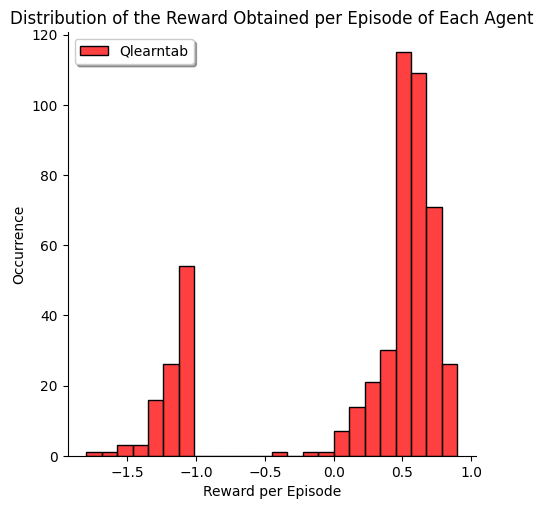 Distribution of the Reward Obtained per Episode of Each Agent
Qlearntab
120
100
80
60
40
20
0
Occurrence
−1.5 −1.0 −0.5 0.0 0.5 1.0
Reward per Episode